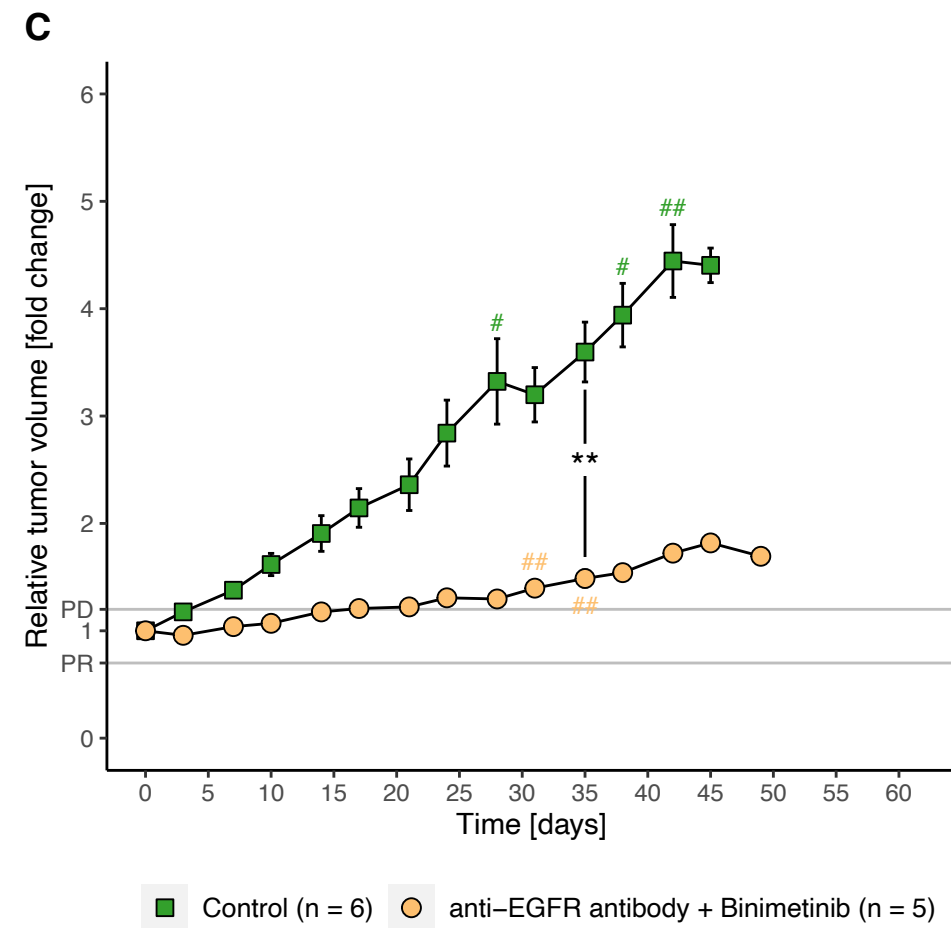 C
Relative tumor volume [fold change]
6
5
4
3
2
PD
1
PR
0
##
#
#
**
##
##
0 5 10 15 20 25 30 35 40 45 50 55 60
Time [days]
Control (n = 6) anti−EGFR antibody + Binimetinib (n = 5)